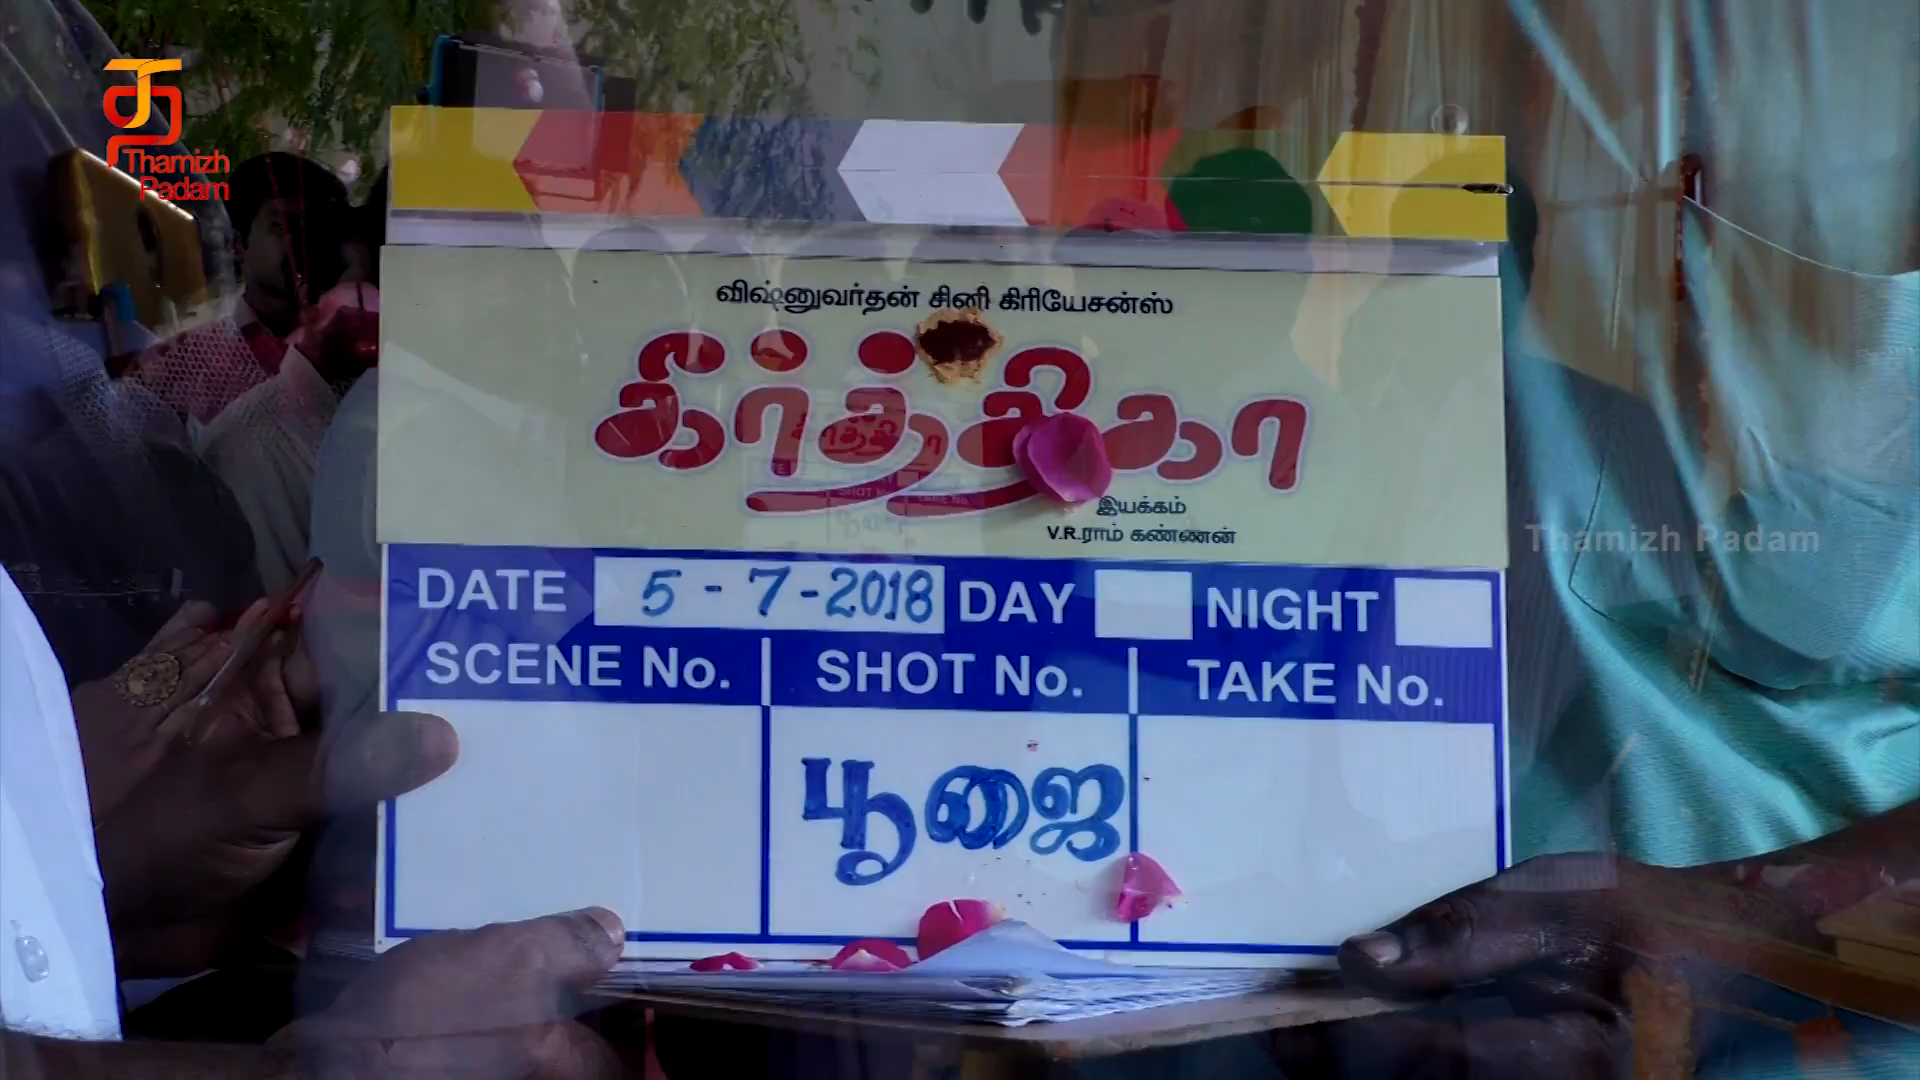 Thamizh
Padam
விஷ்னுவர்தன் சினி கிரியேசன்ஸ்
கீர்த்திகா
இயக்கம்
V.R.ராம் கண்ணன்
Thamizh Padam
DATE 5-7-2018 DAY NIGHT
SCENE No. SHOT No. TAKE No.
பூஜை